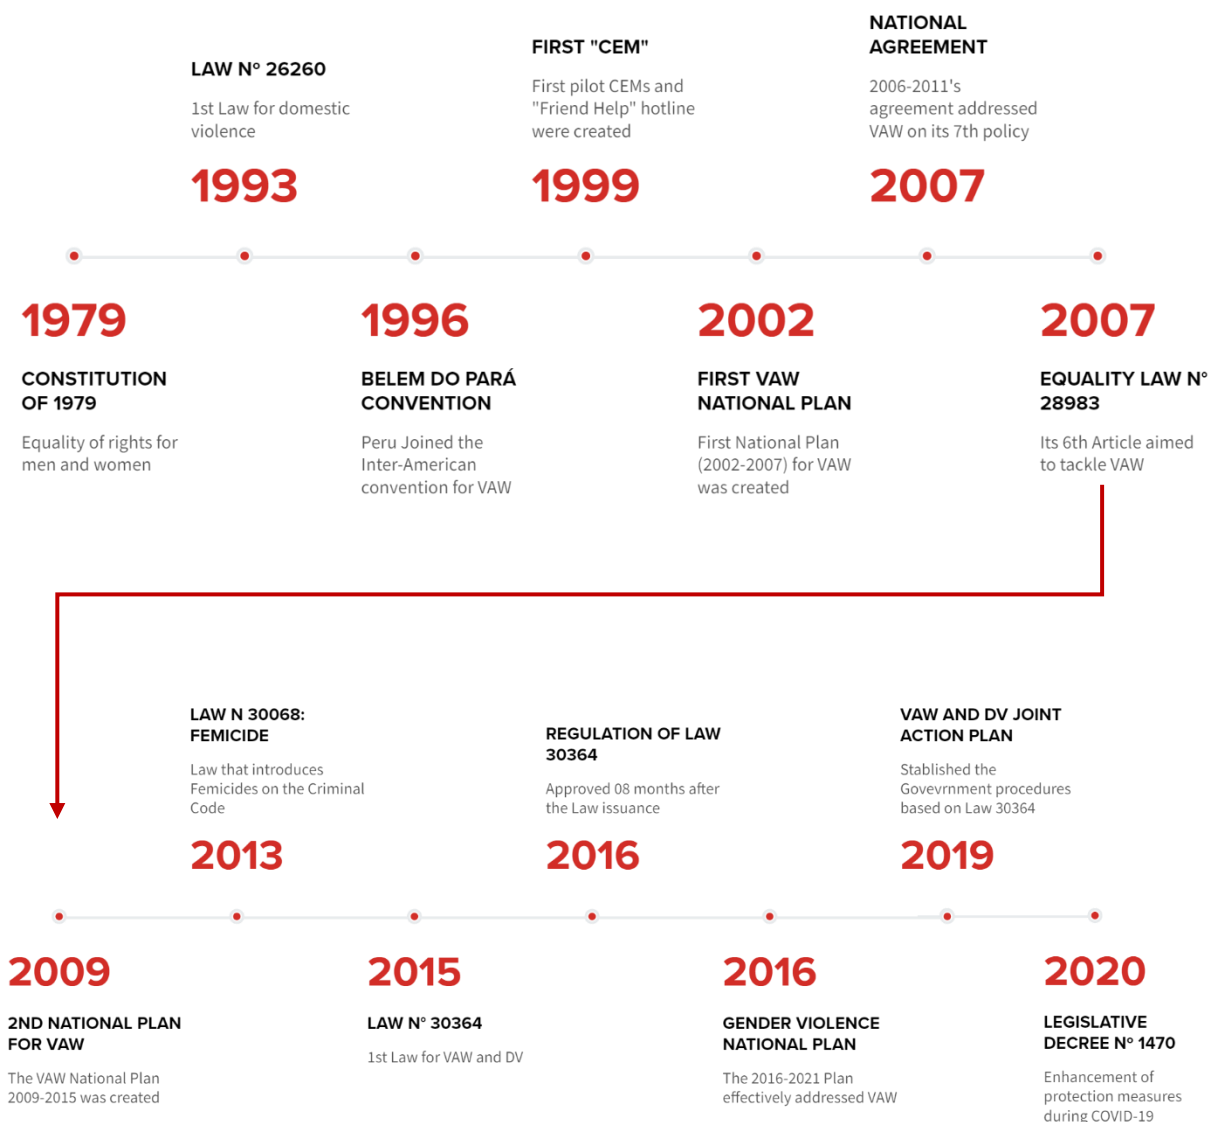 1979
CONSTITUTION
OF 1979
Equality of rights for
men and women
LAW Nº 26260
1st Law for domestic
violence
1993
1996
BELEM DO PARÁ
CONVENTION
Peru Joined the
Inter-American
convention for VAW
FIRST "CEM"
First pilot CEMs and
"Friend Help" hotline
were created
1999
2002
FIRST VAW
NATIONAL PLAN
First National Plan
(2002-2007) for VAW
was created
NATIONAL
AGREEMENT
2006-2011's
agreement addressed
VAW on its 7th policy
2007
2007
EQUALITY LAW N°
28983
Its 6th Article aimed
to tackle VAW
2009
2ND NATIONAL PLAN
FOR VAW
The VAW National Plan
2009-2015 was created
LAW N 30068:
FEMICIDE
Law that introduces
Femicides on the Criminal
Code
2013
2015
LAW N° 30364
1st Law for VAW and DV
REGULATION OF LAW
30364
Approved 08 months after
the Law issuance
2016
2016
GENDER VIOLENCE
NATIONAL PLAN
The 2016-2021 Plan
effectively addressed VAW
VAW AND DV JOINT
ACTION PLAN
Stablished the
Govevrnment procedures
based on Law 30364
2019
2020
LEGISLATIVE
DECREE Nº 1470
Enhancement of
protection measures
during COVID-19